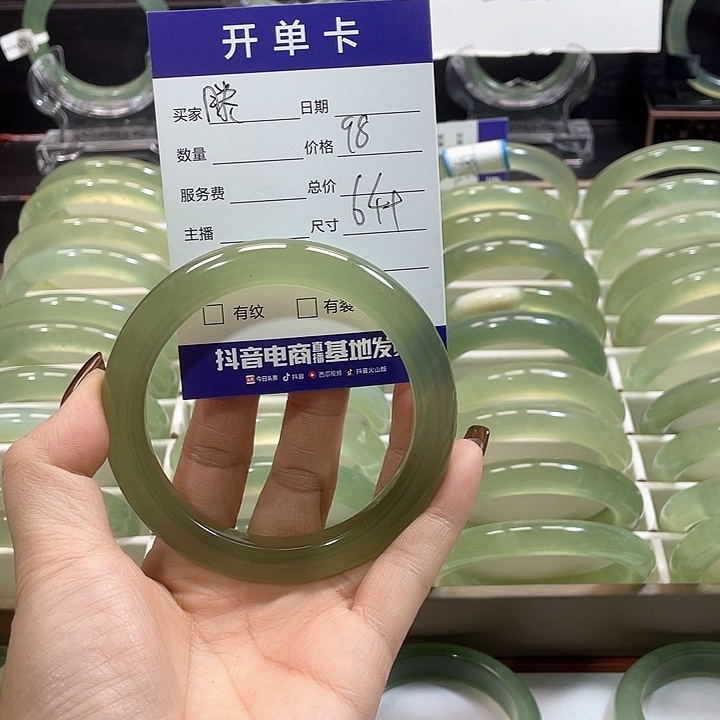 开单卡
买家 日期
数量 价格 98
服务费 总价
主播 尺寸
有纹 有裂
抖音电商直播基地发
今日头条 抖音 西瓜视频 抖音火山版